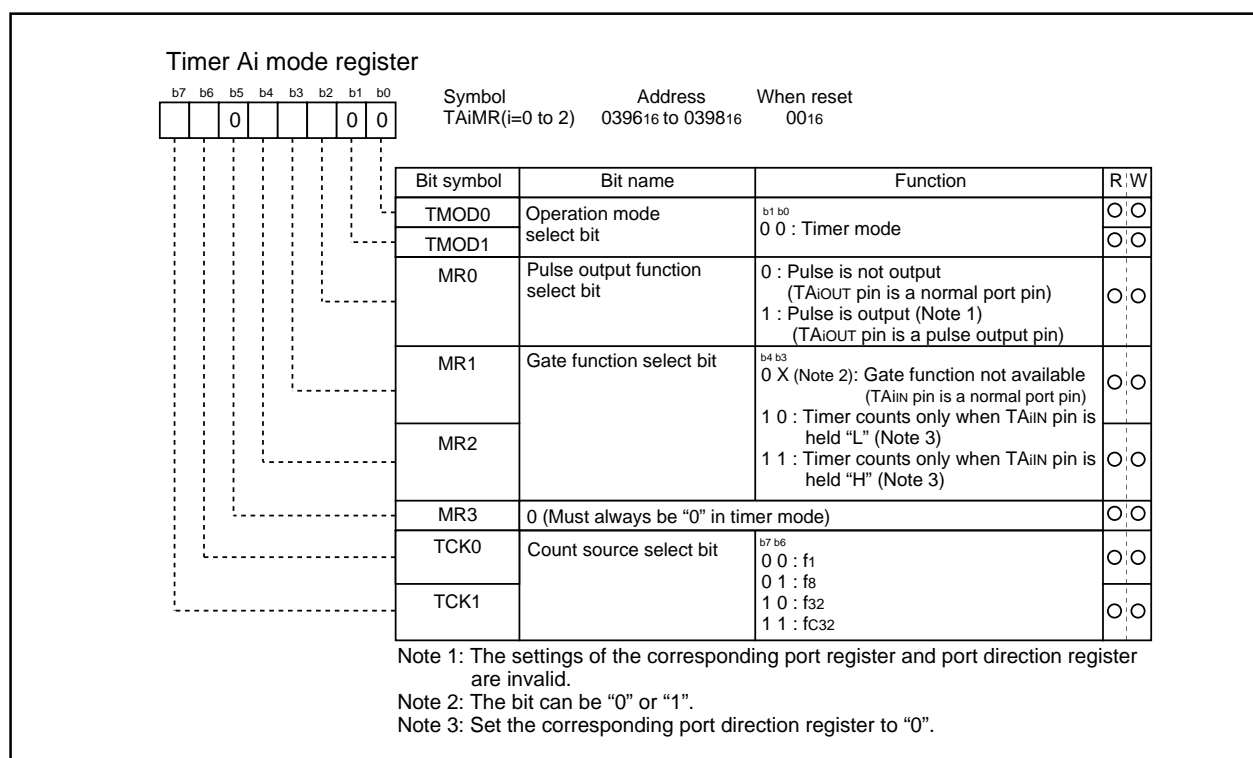 Timer Ai mode register
b7 b6 b5 b4 b3 b2 b1 b0
0 0 0
Symbol Address When reset
TAiMR(i=0 to 2) 039616 to 039816 0016
Bit symbol Bit name Function R W
TMOD0 Operation mode select bit
b1 b0
0 0 : Timer mode
TMOD1
MR0 Pulse output function select bit
0 : Pulse is not output
(TAiOUT pin is a normal port pin)
1 : Pulse is output (Note 1)
(TAiOUT pin is a pulse output pin)
MR1 Gate function select bit
b4 b3
0 X (Note 2): Gate function not available
(TAiIN pin is a normal port pin)
1 0 : Timer counts only when TAiIN pin is
held “L” (Note 3)
MR2
1 1 : Timer counts only when TAiIN pin is
held “H” (Note 3)
MR3 0 (Must always be “0” in timer mode)
TCK0 Count source select bit
b7 b6
0 0 : f1
0 1 : f8
TCK1
1 0 : f32
1 1 : fC32
Note 1: The settings of the corresponding port register and port direction register
are invalid.
Note 2: The bit can be “0” or “1”.
Note 3: Set the corresponding port direction register to “0”.